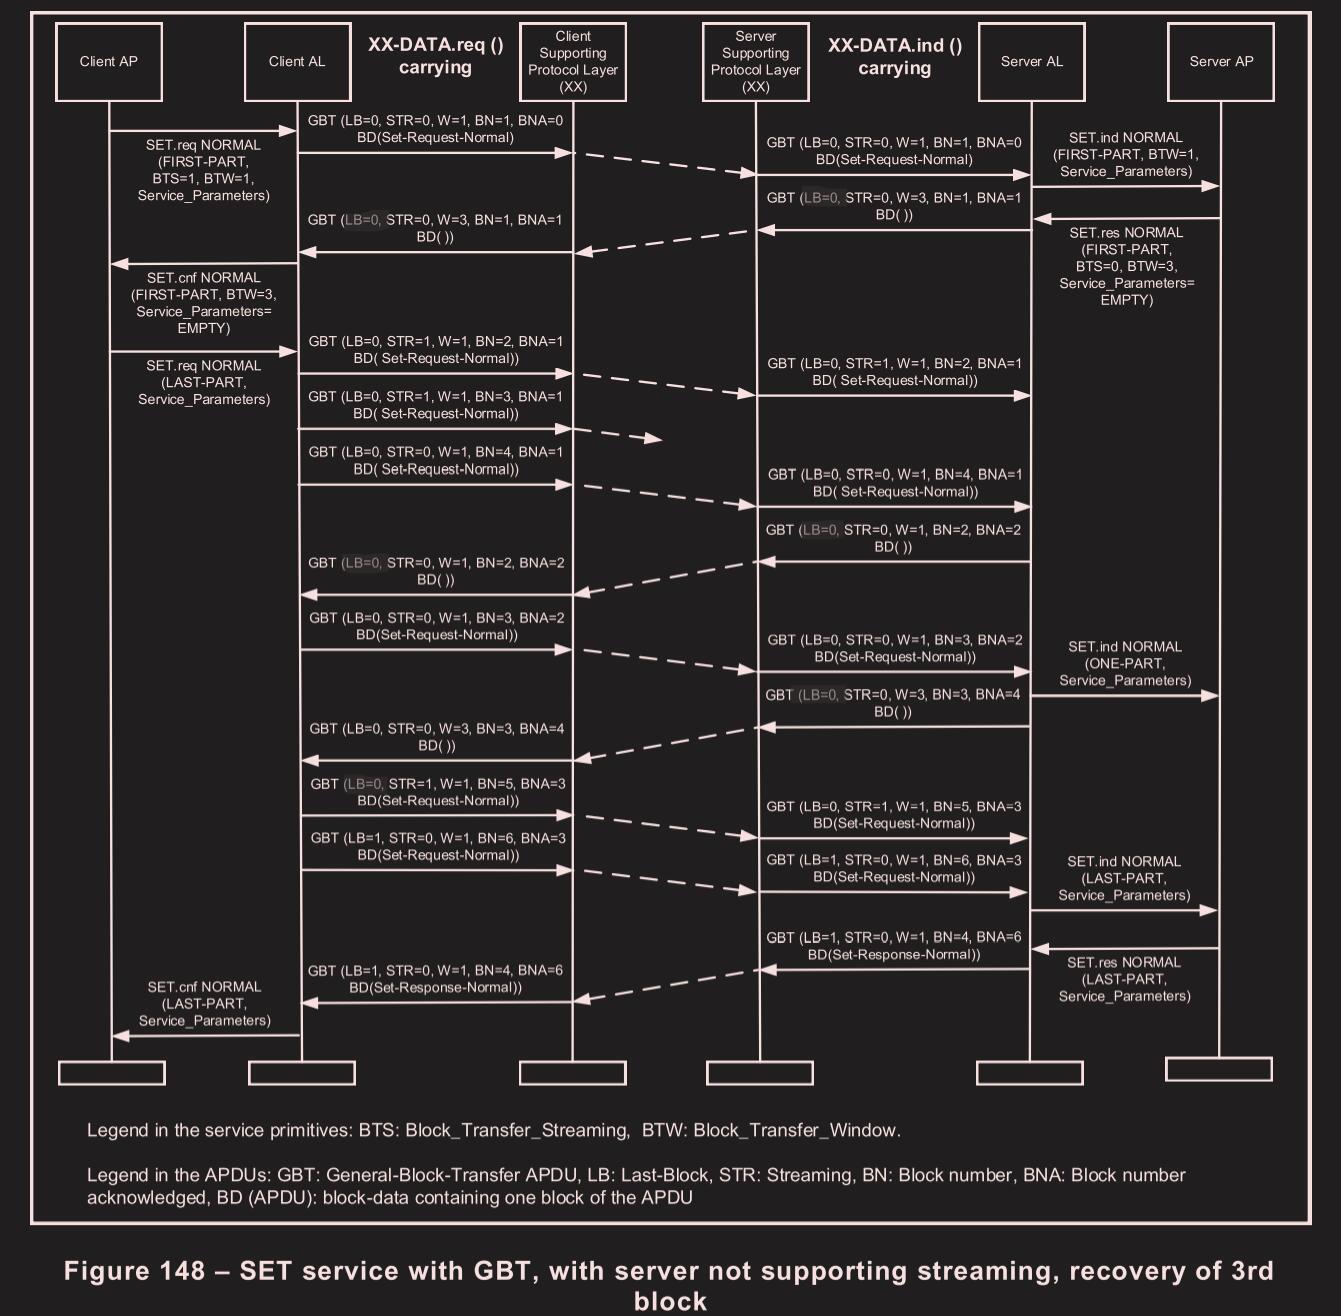 Client AP
Client AL
XX-DATA.req ()
carrying
Client
Supporting
Protocol Layer
(XX)
Server
Supporting
Protocol Layer
(XX)
XX-DATA.ind ()
carrying
Server AL
Server AP
GBT (LB=0, STR=0, W=1, BN=1, BNA=0
BD(Set-Request-Normal)
SET.req NORMAL
(FIRST-PART,
BTS=1, BTW=1,
Service_Parameters)
GBT (LB=0, STR=0, W=1, BN=1, BNA=0
BD(Set-Request-Normal)
SET.ind NORMAL
(FIRST-PART, BTW=1,
Service_Parameters)
GBT (LB=0, STR=0, W=3, BN=1, BNA=1
BD( ))
GBT (LB=0, STR=0, W=3, BN=1, BNA=1
BD( ))
SET.res NORMAL
(FIRST-PART,
BTS=0, BTW=3,
Service_Parameters=
EMPTY)
SET.cnf NORMAL
(FIRST-PART, BTW=3,
Service_Parameters=
EMPTY)
GBT (LB=0, STR=1, W=1, BN=2, BNA=1
BD( Set-Request-Normal))
SET.req NORMAL
(LAST-PART,
Service_Parameters)
GBT (LB=0, STR=1, W=1, BN=2, BNA=1
BD( Set-Request-Normal))
GBT (LB=0, STR=1, W=1, BN=3, BNA=1
BD( Set-Request-Normal))
GBT (LB=0, STR=0, W=1, BN=4, BNA=1
BD( Set-Request-Normal))
GBT (LB=0, STR=0, W=1, BN=4, BNA=1
BD( Set-Request-Normal))
GBT (LB=0, STR=0, W=1, BN=2, BNA=2
BD( ))
GBT (LB=0, STR=0, W=1, BN=2, BNA=2
BD( ))
GBT (LB=0, STR=0, W=1, BN=3, BNA=2
BD(Set-Request-Normal))
GBT (LB=0, STR=0, W=1, BN=3, BNA=2
BD(Set-Request-Normal))
SET.ind NORMAL
(ONE-PART,
Service_Parameters)
GBT (LB=0, STR=0, W=3, BN=3, BNA=4
BD( ))
GBT (LB=0, STR=0, W=3, BN=3, BNA=4
BD( ))
GBT (LB=0, STR=1, W=1, BN=5, BNA=3
BD(Set-Request-Normal))
GBT (LB=0, STR=1, W=1, BN=5, BNA=3
BD(Set-Request-Normal))
GBT (LB=1, STR=0, W=1, BN=6, BNA=3
BD(Set-Request-Normal))
GBT (LB=1, STR=0, W=1, BN=6, BNA=3
BD(Set-Request-Normal))
SET.ind NORMAL
(LAST-PART,
Service_Parameters)
GBT (LB=1, STR=0, W=1, BN=4, BNA=6
BD(Set-Response-Normal))
SET.res NORMAL
(LAST-PART,
Service_Parameters)
GBT (LB=1, STR=0, W=1, BN=4, BNA=6
BD(Set-Response-Normal))
SET.cnf NORMAL
(LAST-PART,
Service_Parameters)
Legend in the service primitives: BTS: Block_Transfer_Streaming, BTW: Block_Transfer_Window.
Legend in the APDUs: GBT: General-Block-Transfer APDU, LB: Last-Block, STR: Streaming, BN: Block number, BNA: Block number
acknowledged, BD (APDU): block-data containing one block of the APDU
Figure 148 – SET service with GBT, with server not supporting streaming, recovery of 3rd
block